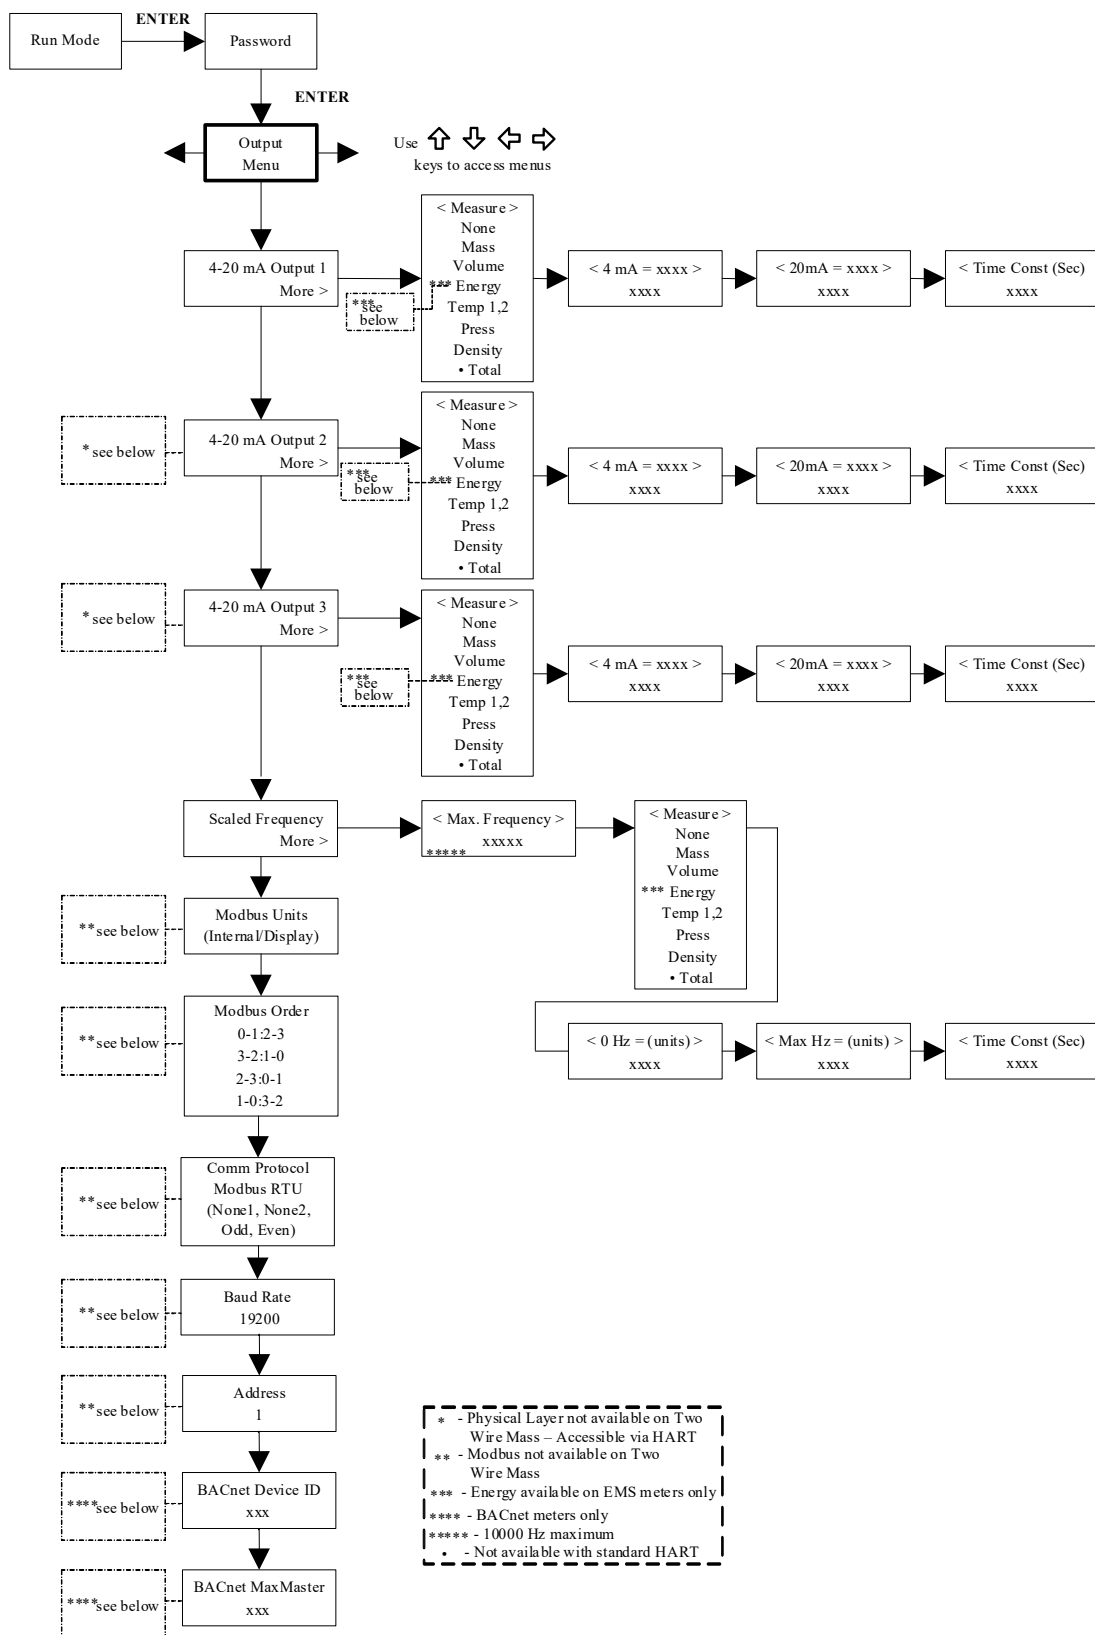 Run Mode
ENTER
Password
ENTER
Output
Menu
Use
keys to access menus
4-20 mA Output 1
More >
***see
below
< Measure >
None
Mass
Volume
*** Energy
Temp 1,2
Press
Density
• Total
< 4 mA = xxxx >
xxxx
< 20mA = xxxx >
xxxx
< Time Const (Sec)
xxxx
* see below
4-20 mA Output 2
More >
***see
below
< Measure >
None
Mass
Volume
*** Energy
Temp 1,2
Press
Density
• Total
< 4 mA = xxxx >
xxxx
< 20mA = xxxx >
xxxx
< Time Const (Sec)
xxxx
* see below
4-20 mA Output 3
More >
***see
below
< Measure >
None
Mass
Volume
*** Energy
Temp 1,2
Press
Density
• Total
< 4 mA = xxxx >
xxxx
< 20mA = xxxx >
xxxx
< Time Const (Sec)
xxxx
Scaled Frequency
More >
< Max. Frequency >
xxxxx
*****
< Measure >
None
Mass
Volume
*** Energy
Temp 1,2
Press
Density
• Total
< 0 Hz = (units) >
xxxx
< Max Hz = (units) >
xxxx
< Time Const (Sec)
xxxx
** see below
Modbus Units
(Internal/Display)
** see below
Modbus Order
0-1:2-3
3-2:1-0
2-3:0-1
1-0:3-2
** see below
Comm Protocol
Modbus RTU
(None1, None2,
Odd, Even)
** see below
Baud Rate
19200
** see below
Address
1
****see below
BACnet Device ID
xxx
****see below
BACnet MaxMaster
xxx
* - Physical Layer not available on Two
Wire Mass – Accessible via HART
** - Modbus not available on Two
Wire Mass
*** - Energy available on EMS meters only
**** - BACnet meters only
***** - 10000 Hz maximum
• - Not available with standard HART